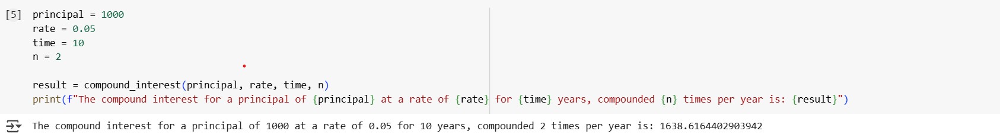 [5] principal = 1000
rate = 0.05
time = 10
n = 2
result = compound_interest(principal, rate, time, n)
print(f"The compound interest for a principal of {principal} at a rate of {rate} for {time} years, compounded {n} times per year is: {result}")
The compound interest for a principal of 1000 at a rate of 0.05 for 10 years, compounded 2 times per year is: 1638.6164402903942